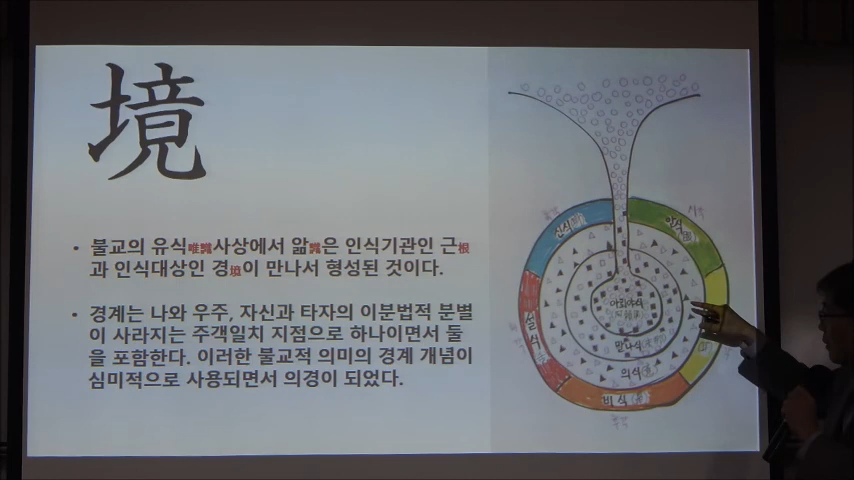 境
• 불교의 유식唯識사상에서 앎識은 인식기관인 근根
과 인식대상인 경境이 만나서 형성된 것이다.
• 경계는 나와 우주, 자신과 타자의 이분법적 분별
이 사라지는 주객일치 지점으로 하나이면서 둘
을 포함한다. 이러한 불교적 의미의 경계 개념이
심미적으로 사용되면서 의경이 되었다.
신식
안식
설식
말나식
의식
비식